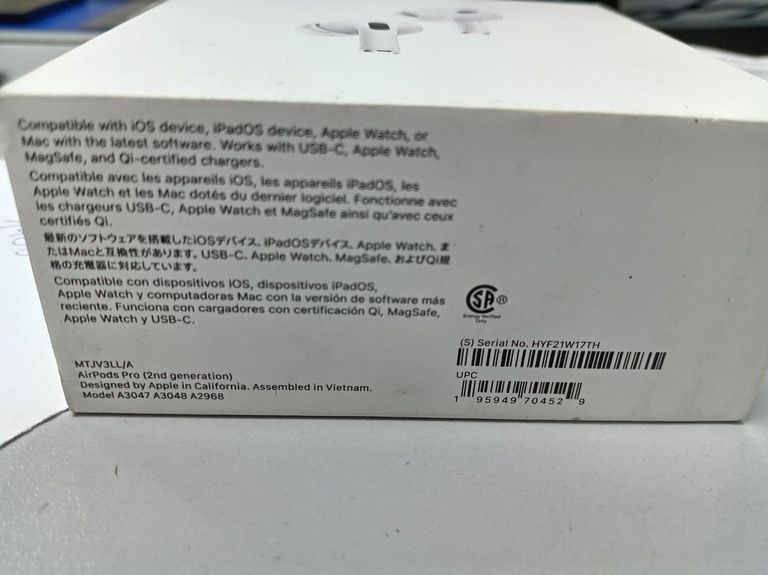 Compatible with iOS device, iPadOS device, Apple Watch, or
Mac with the latest software. Works with USB-C, Apple Watch,
MagSafe, and Qi-certified chargers.
Compatible avec les appareils iOS, les appareils iPadOS, les
Apple Watch et les Mac dotés du dernier logiciel. Fonctionne avec
les chargeurs USB-C, Apple Watch et MagSafe ainsi qu'avec ceux
certifiés Qi.
最新のソフトウェアを搭載したiOSデバイス、iPadOSデバイス、Apple Watch、ま
たはMacと互換性があります。USB-C、Apple Watch、MagSafe、およびQi規
格の充電器に対応しています。
Compatible con dispositivos iOS, dispositivos iPadOS,
Apple Watch y computadoras Mac con la versión de software más
reciente. Funciona con cargadores con certificación Qi, MagSafe,
Apple Watch y USB-C.
SA®
Energy Verified
Only
(S) Serial No. HYF21W17TH
MTJV3LL/A
AirPods Pro (2nd generation)
Designed by Apple in California. Assembled in Vietnam.
Model A3047 A3048 A2968
UPC
1 95949 70452 9